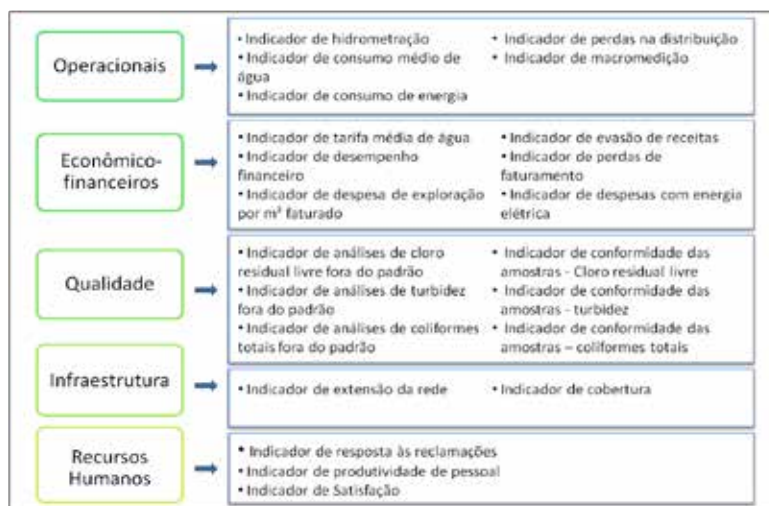 Operacionais
• Indicador de hidrometração
• Indicador de consumo médio de
água
• Indicador de consumo de energia
• Indicador de perdas na distribuição
• Indicador de macromedição
Econômico-
financeiros
• Indicador de tarifa média de água
• Indicador de desempenho
financeiro
• Indicador de despesa de exploração
por m³ faturado
• Indicador de evasão de receitas
• Indicador de perdas de
faturamento
• Indicador de despesas com energia
elétrica
Qualidade
• Indicador de análises de cloro
residual livre fora do padrão
• Indicador de análises de turbidez
fora do padrão
• Indicador de análises de coliformes
totais fora do padrão
• Indicador de conformidade das
amostras - Cloro residual livre
• Indicador de conformidade das
amostras - turbidez
• Indicador de conformidade das
amostras – coliformes totais
Infraestrutura
• Indicador de extensão da rede
• Indicador de cobertura
Recursos
Humanos
• Indicador de resposta às reclamações
• Indicador de produtividade de pessoal
• Indicador de Satisfação